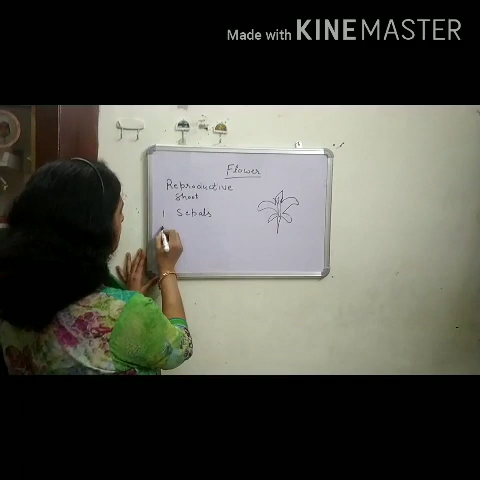 Made with KINEMASTER
Flower
Reproductive
Shoot
1 Sepals